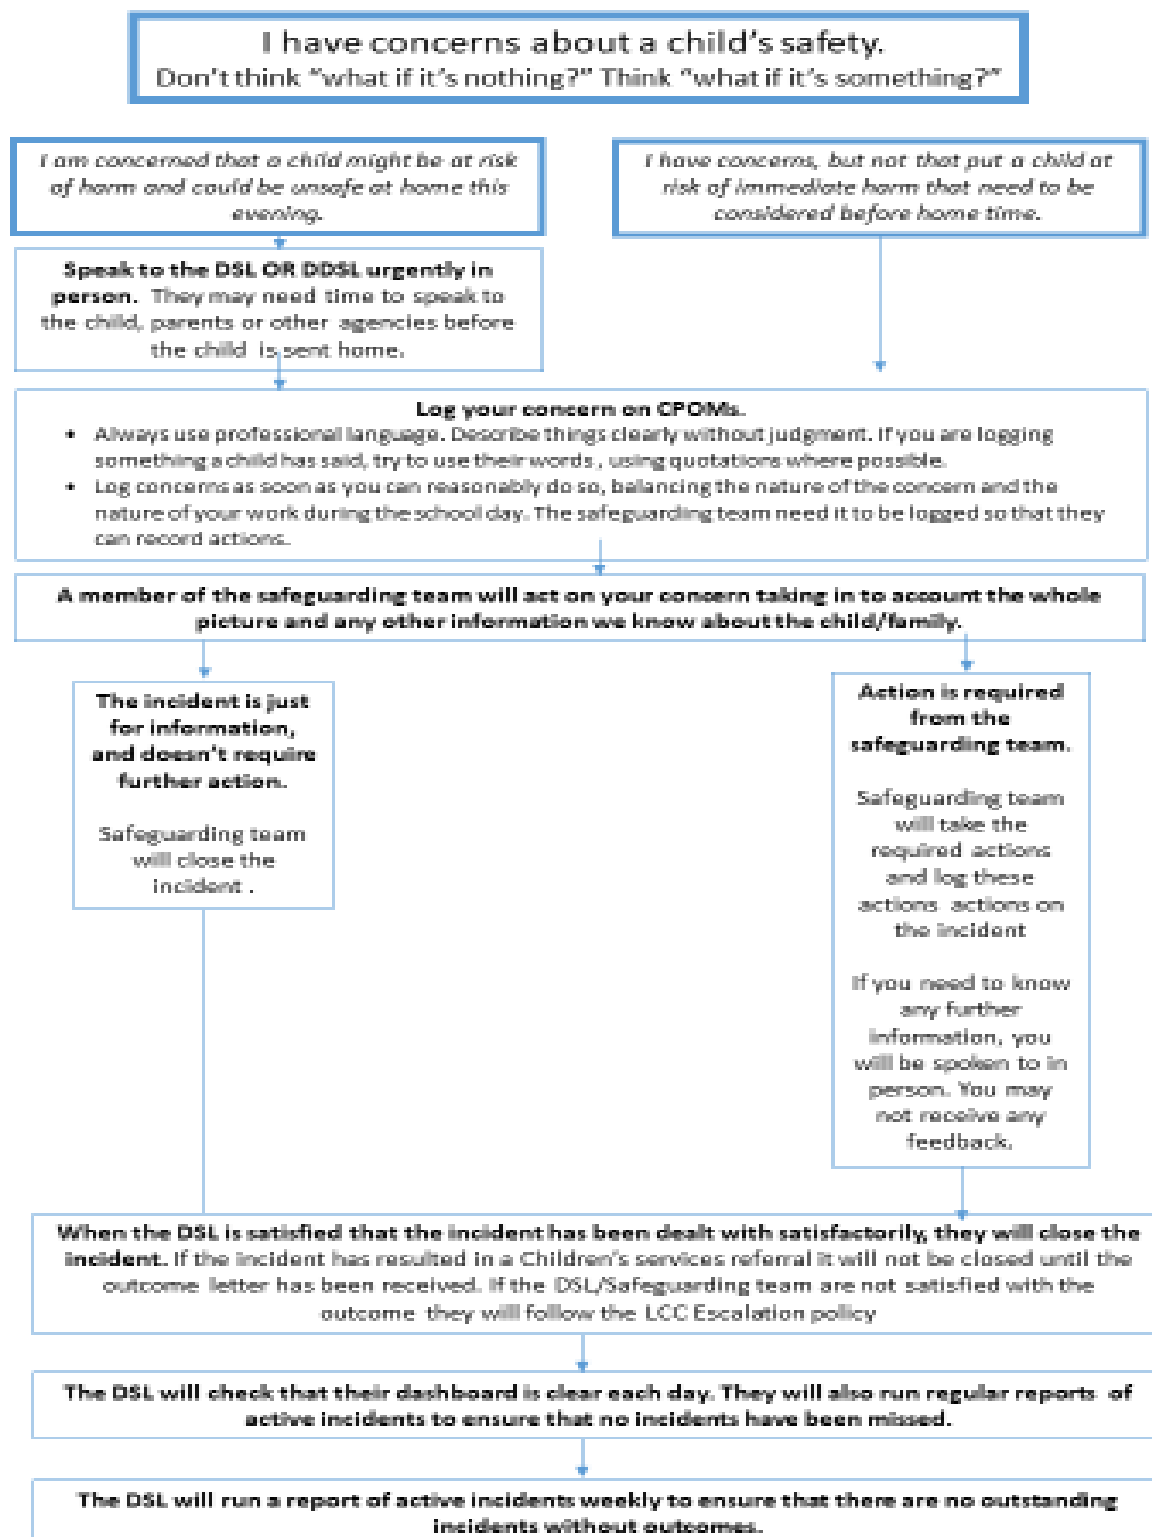 I have concerns about a child's safety.
Don't think "what if it's nothing?" Think "what if it's something?"
I am concerned that a child might be at risk
of harm and could be unsafe at home this
evening.
I have concerns, but not that put a child at
risk of immediate harm that need to be
considered before home time.
Speak to the DSL OR DDSL urgently in
person. They may need time to speak to
the child, parents or other agencies before
the child is sent home.
Log your concern on CPOMs.
• Always use professional language. Describe things clearly without judgment. If you are logging
something a child has said, try to use their words , using quotations where possible.
• Log concerns as soon as you can reasonably do so, balancing the nature of the concern and the
nature of your work during the school day. The safeguarding team need it to be logged so that they
can record actions.
A member of the safeguarding team will act on your concern taking in to account the whole
picture and any other information we know about the child/family.
The incident is just
for information,
and doesn't require
further action.
Safeguarding team
will close the
incident .
Action is required
from the
safeguarding team.
Safeguarding team
will take the
required actions
and log these
actions actions on
the incident
If you need to know
any further
information, you
will be spoken to in
person. You may
not receive any
feedback.
When the DSL is satisfied that the incident has been dealt with satisfactorily, they will close the
incident. If the incident has resulted in a Children's services referral it will not be closed until the
outcome letter has been received. If the DSL/Safeguarding team are not satisfied with the
outcome they will follow the LCC Escalation policy
The DSL will check that their dashboard is clear each day. They will also run regular reports of
active incidents to ensure that no incidents have been missed.
The DSL will run a report of active incidents weekly to ensure that there are no outstanding
incidents without outcomes.